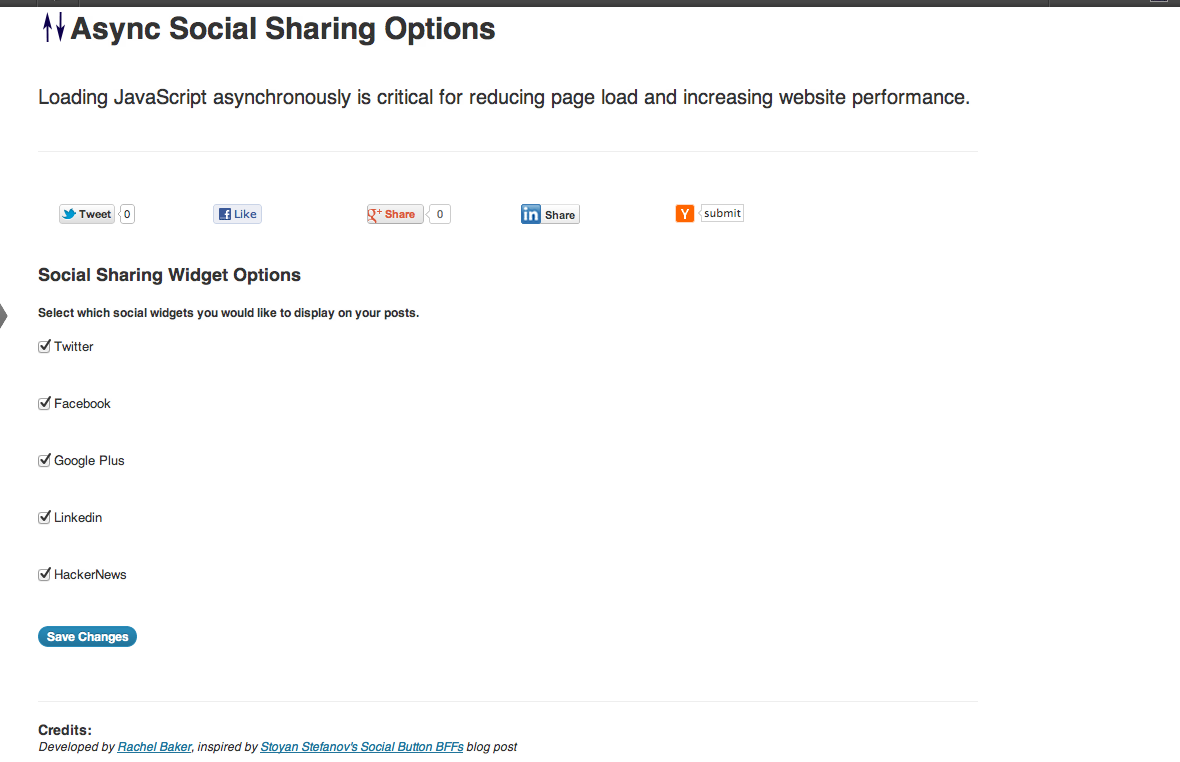 Async Social Sharing Options
Loading JavaScript asynchronously is critical for reducing page load and increasing website performance.
Tweet 0 Like g+ Share 0 in Share Y submit
Social Sharing Widget Options
Select which social widgets you would like to display on your posts.
Twitter
Facebook
Google Plus
Linkedin
HackerNews
Save Changes
Credits:
Developed by Rachel Baker, inspired by Stoyan Stefanov's Social Button BFFs blog post